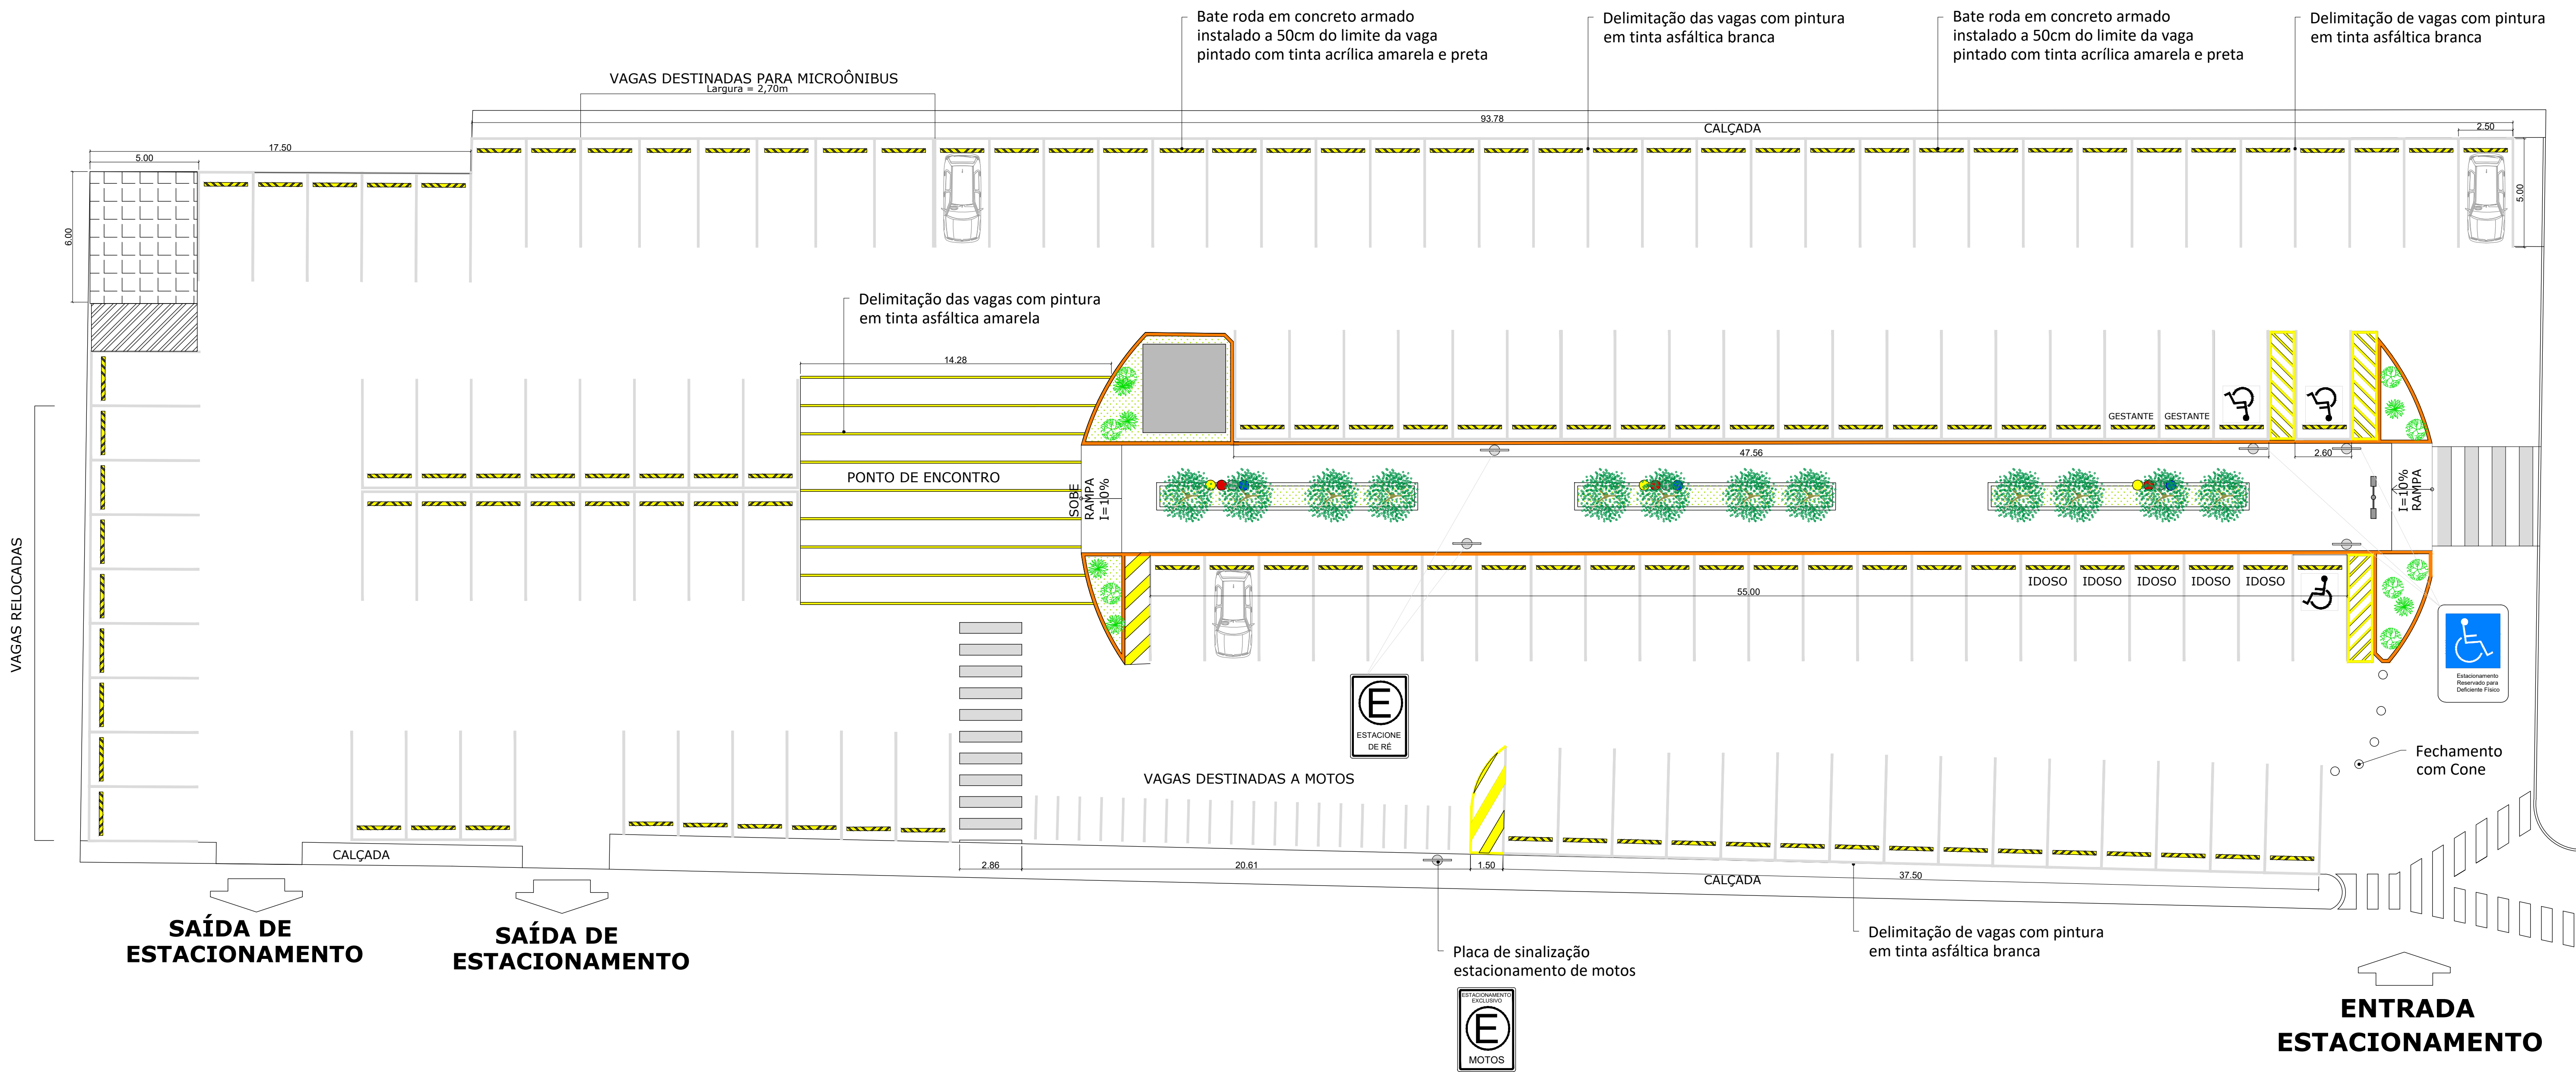 Bate roda em concreto armado
instalado a 50cm do limite da vaga
pintado com tinta acrílica amarela e preta
Delimitação das vagas com pintura
em tinta asfáltica branca
Bate roda em concreto armado
instalado a 50cm do limite da vaga
pintado com tinta acrílica amarela e preta
Delimitação de vagas com pintura
em tinta asfáltica branca
VAGAS DESTINADAS PARA MICROÔNIBUS
Largura = 2,70m
93.78
CALÇADA
2.50
17.50
5.00
5.00
6.00
Delimitação das vagas com pintura
em tinta asfáltica amarela
14.28
GESTANTE
GESTANTE
47.56
2.60
PONTO DE ENCONTRO
SOBE
RAMPA
I=10%
I=10%
RAMPA
VAGAS RELOCADAS
IDOSO
IDOSO
IDOSO
IDOSO
IDOSO
55.00
Estacionamento
Reservado para
Deficiente Físico
E
ESTACIONE
DE RÉ
Fechamento
com Cone
VAGAS DESTINADAS A MOTOS
CALÇADA
2.86
20.61
1.50
CALÇADA
37.50
SAÍDA DE
ESTACIONAMENTO
SAÍDA DE
ESTACIONAMENTO
Placa de sinalização
estacionamento de motos
Delimitação de vagas com pintura
em tinta asfáltica branca
ESTACIONAMENTO
EXCLUSIVO
E
MOTOS
ENTRADA
ESTACIONAMENTO